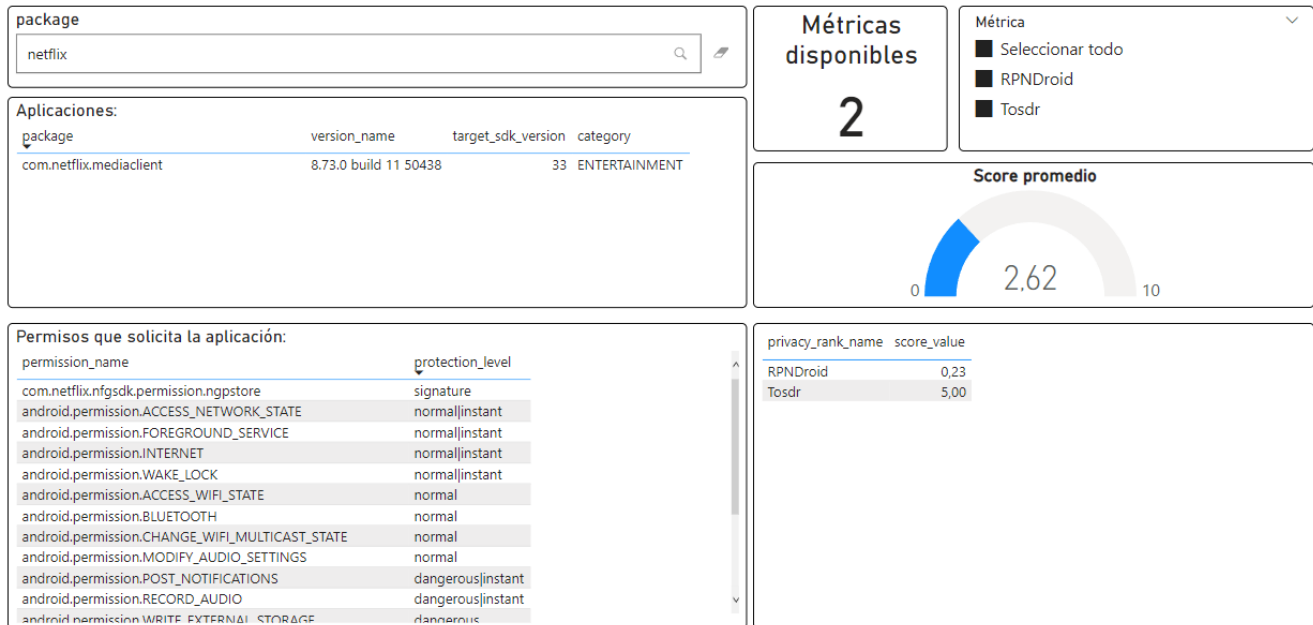 package
netflix
Aplicaciones:
package version_name target_sdk_version category
com.netflix.mediaclient 8.73.0 build 11 50438 33 ENTERTAINMENT
Métricas
disponibles
2
Métrica
Seleccionar todo
RPNDroid
Tosdr
Score promedio
2,62
0 10
Permisos que solicita la aplicación:
permission_name protection_level
com.netflix.nfgsdk.permission.ngpstore signature
android.permission.ACCESS_NETWORK_STATE normal|instant
android.permission.FOREGROUND_SERVICE normal|instant
android.permission.INTERNET normal|instant
android.permission.WAKE_LOCK normal|instant
android.permission.ACCESS_WIFI_STATE normal
android.permission.BLUETOOTH normal
android.permission.CHANGE_WIFI_MULTICAST_STATE normal
android.permission.MODIFY_AUDIO_SETTINGS normal
android.permission.POST_NOTIFICATIONS dangerous|instant
android.permission.RECORD_AUDIO dangerous|instant
android.permission.WRITE_EXTERNAL_STORAGE dangerous
privacy_rank_name score_value
RPNDroid 0,23
Tosdr 5,00